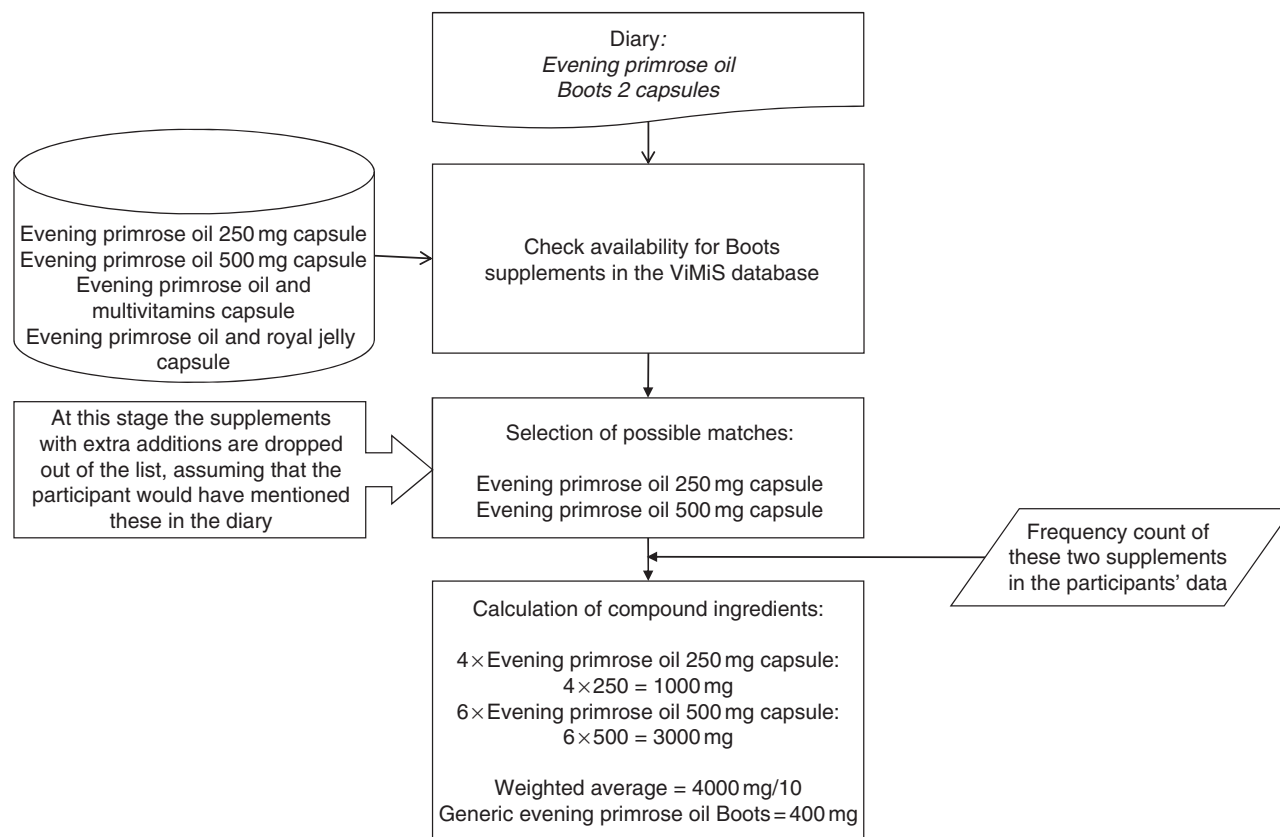 Diary:
Evening primrose oil
Boots 2 capsules
Evening primrose oil 250 mg capsule
Evening primrose oil 500 mg capsule
Evening primrose oil and
multivitamins capsule
Evening primrose oil and royal jelly
capsule
Check availability for Boots
supplements in the ViMiS database
At this stage the supplements
with extra additions are dropped
out of the list, assuming that the
participant would have mentioned
these in the diary
Selection of possible matches:
Evening primrose oil 250 mg capsule
Evening primrose oil 500 mg capsule
Frequency count of
these two supplements
in the participants’ data
Calculation of compound ingredients:
4 × Evening primrose oil 250 mg capsule:
4 × 250 = 1000 mg
6 × Evening primrose oil 500 mg capsule:
6 × 500 = 3000 mg
Weighted average = 4000 mg/10
Generic evening primrose oil Boots = 400 mg